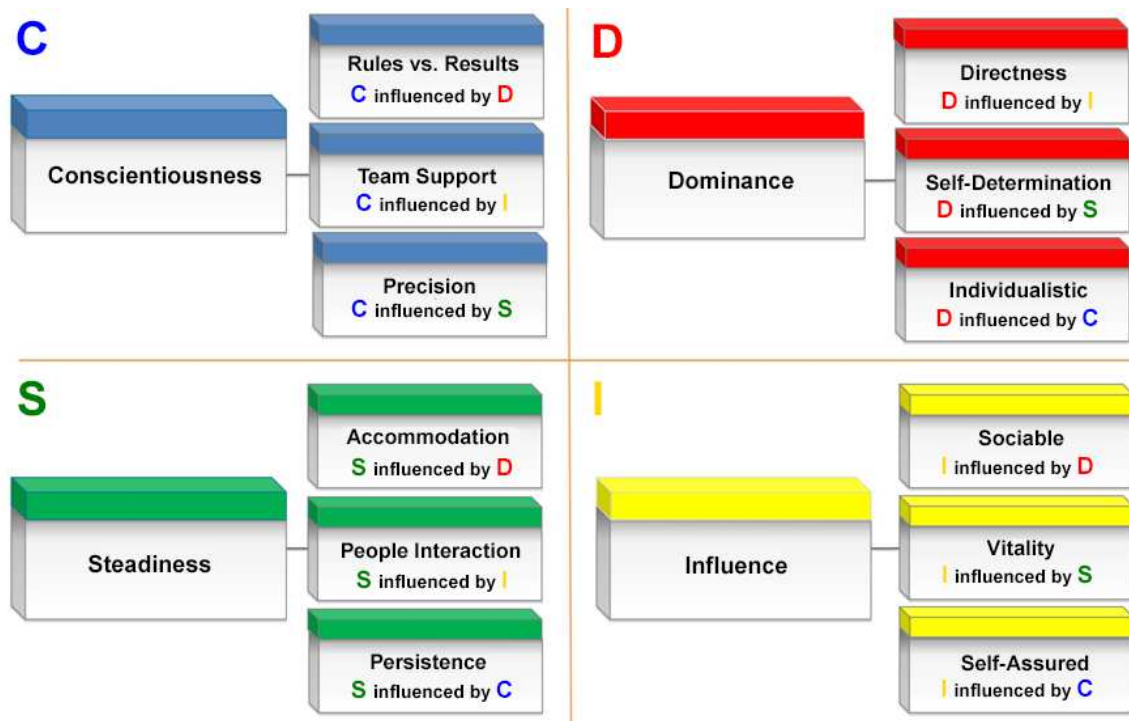 C
Conscientiousness
Rules vs. Results
C influenced by D
Team Support
C influenced by I
Precision
C influenced by S
D
Dominance
Directness
D influenced by I
Self-Determination
D influenced by S
Individualistic
D influenced by C
S
Steadiness
Accommodation
S influenced by D
People Interaction
S influenced by I
Persistence
S influenced by C
I
Influence
Sociable
I influenced by D
Vitality
I influenced by S
Self-Assured
I influenced by C